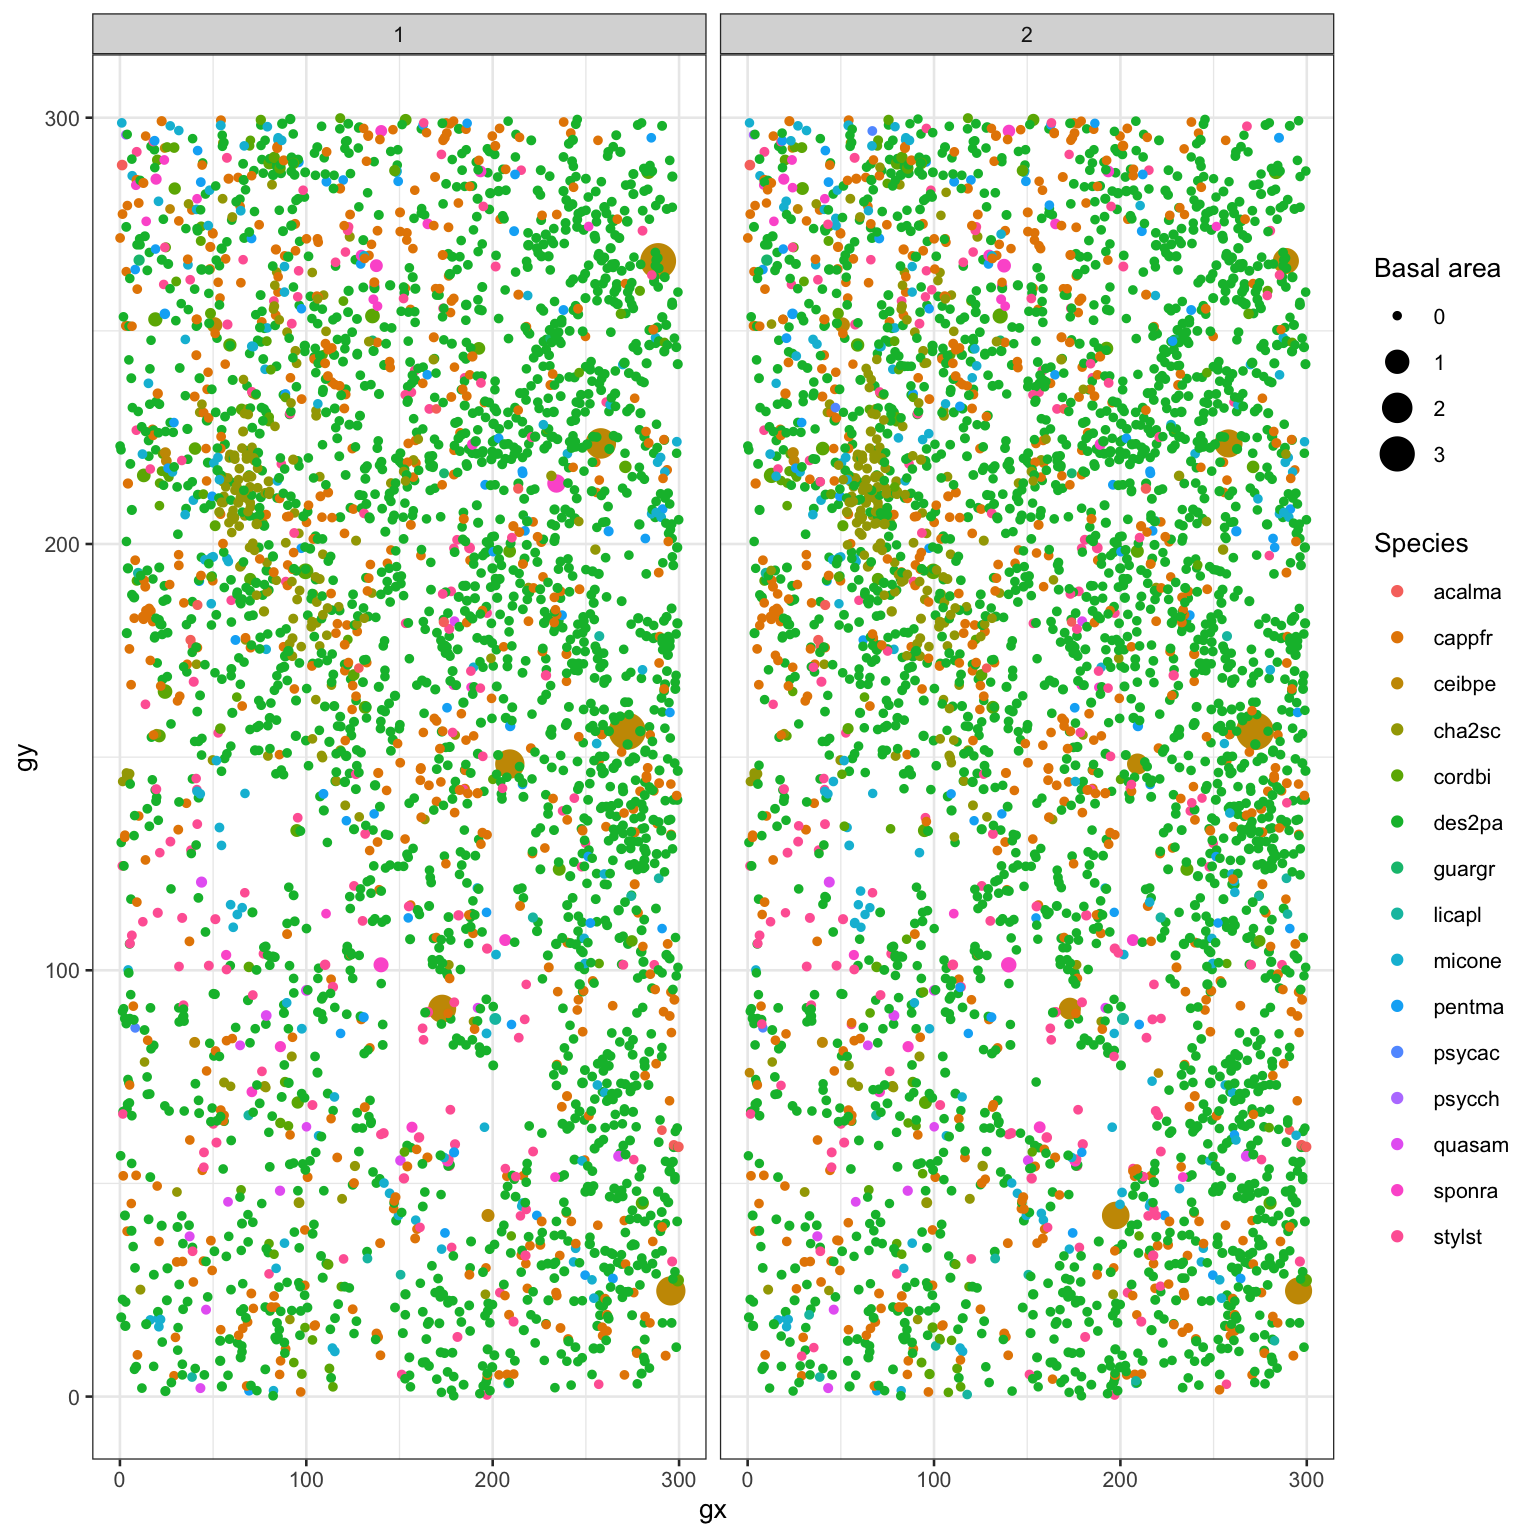 1
2
300
200
100
0
gy
0
100
200
300
0
100
200
300
gx
Basal area
0
1
2
3
Species
acalma
cappfr
ceibpe
cha2sc
cordbi
des2pa
guargr
licapl
micone
pentma
psycac
psycch
quasam
sponra
stylst